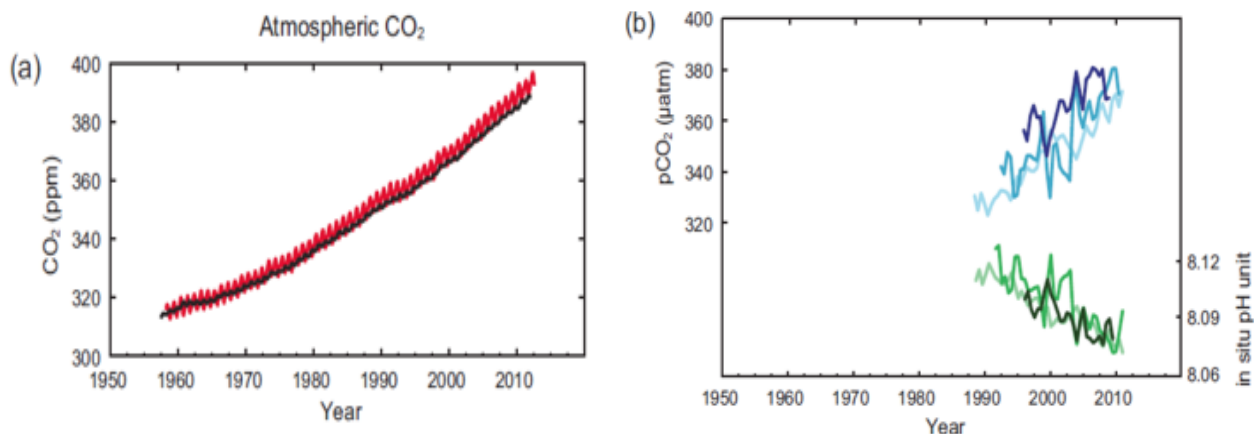 Atmospheric CO₂
(a)
CO₂ (ppm)
400
380
360
340
320
300
1950 1960 1970 1980 1990 2000 2010
Year
(b)
pCO₂ (µatm)
400
380
360
340
320
8.12
8.09
8.06
in situ pH unit
1950 1960 1970 1980 1990 2000 2010
Year